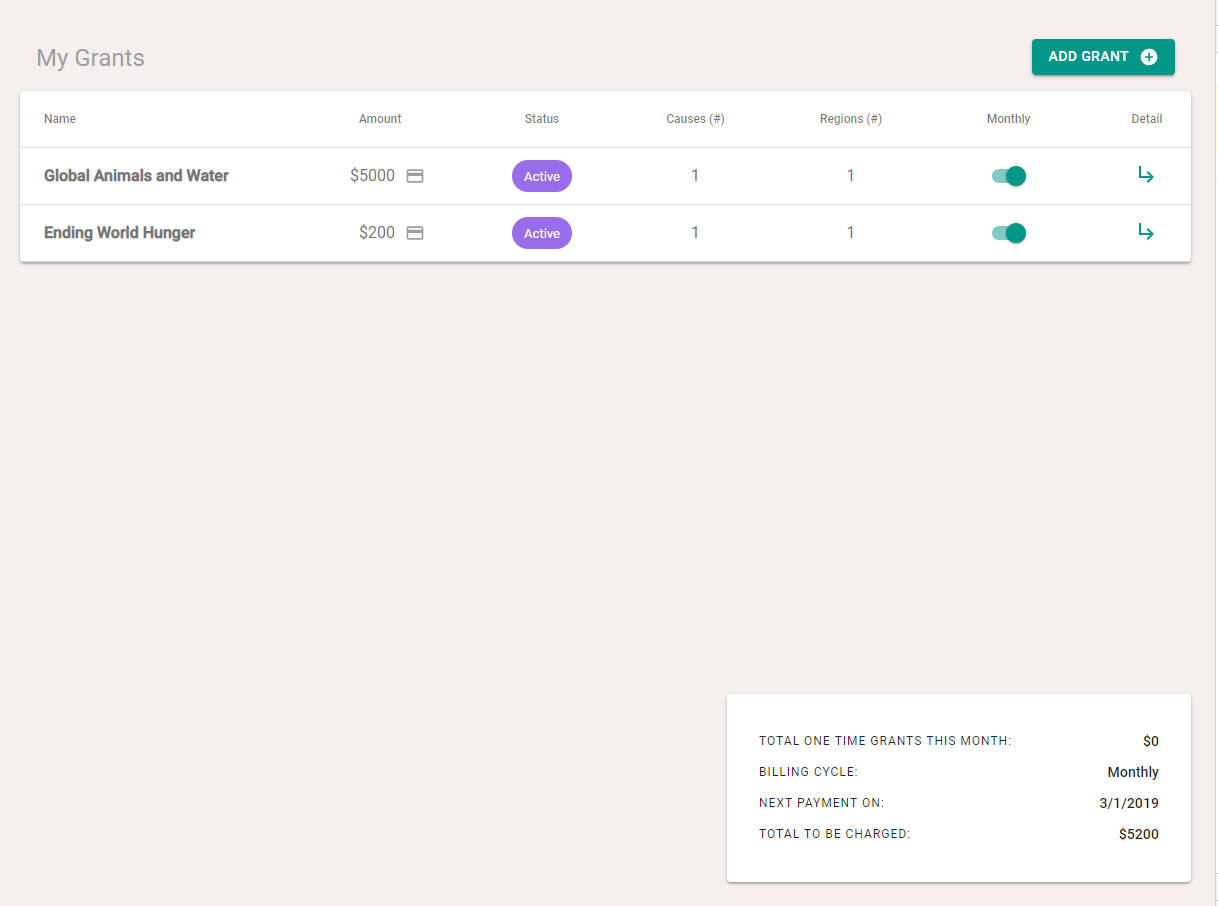 My Grants
ADD GRANT
Name Amount Status Causes (#) Regions (#) Monthly Detail
Global Animals and Water $5000 Active 1 1
Ending World Hunger $200 Active 1 1
TOTAL ONE TIME GRANTS THIS MONTH: $0
BILLING CYCLE: Monthly
NEXT PAYMENT ON: 3/1/2019
TOTAL TO BE CHARGED: $5200